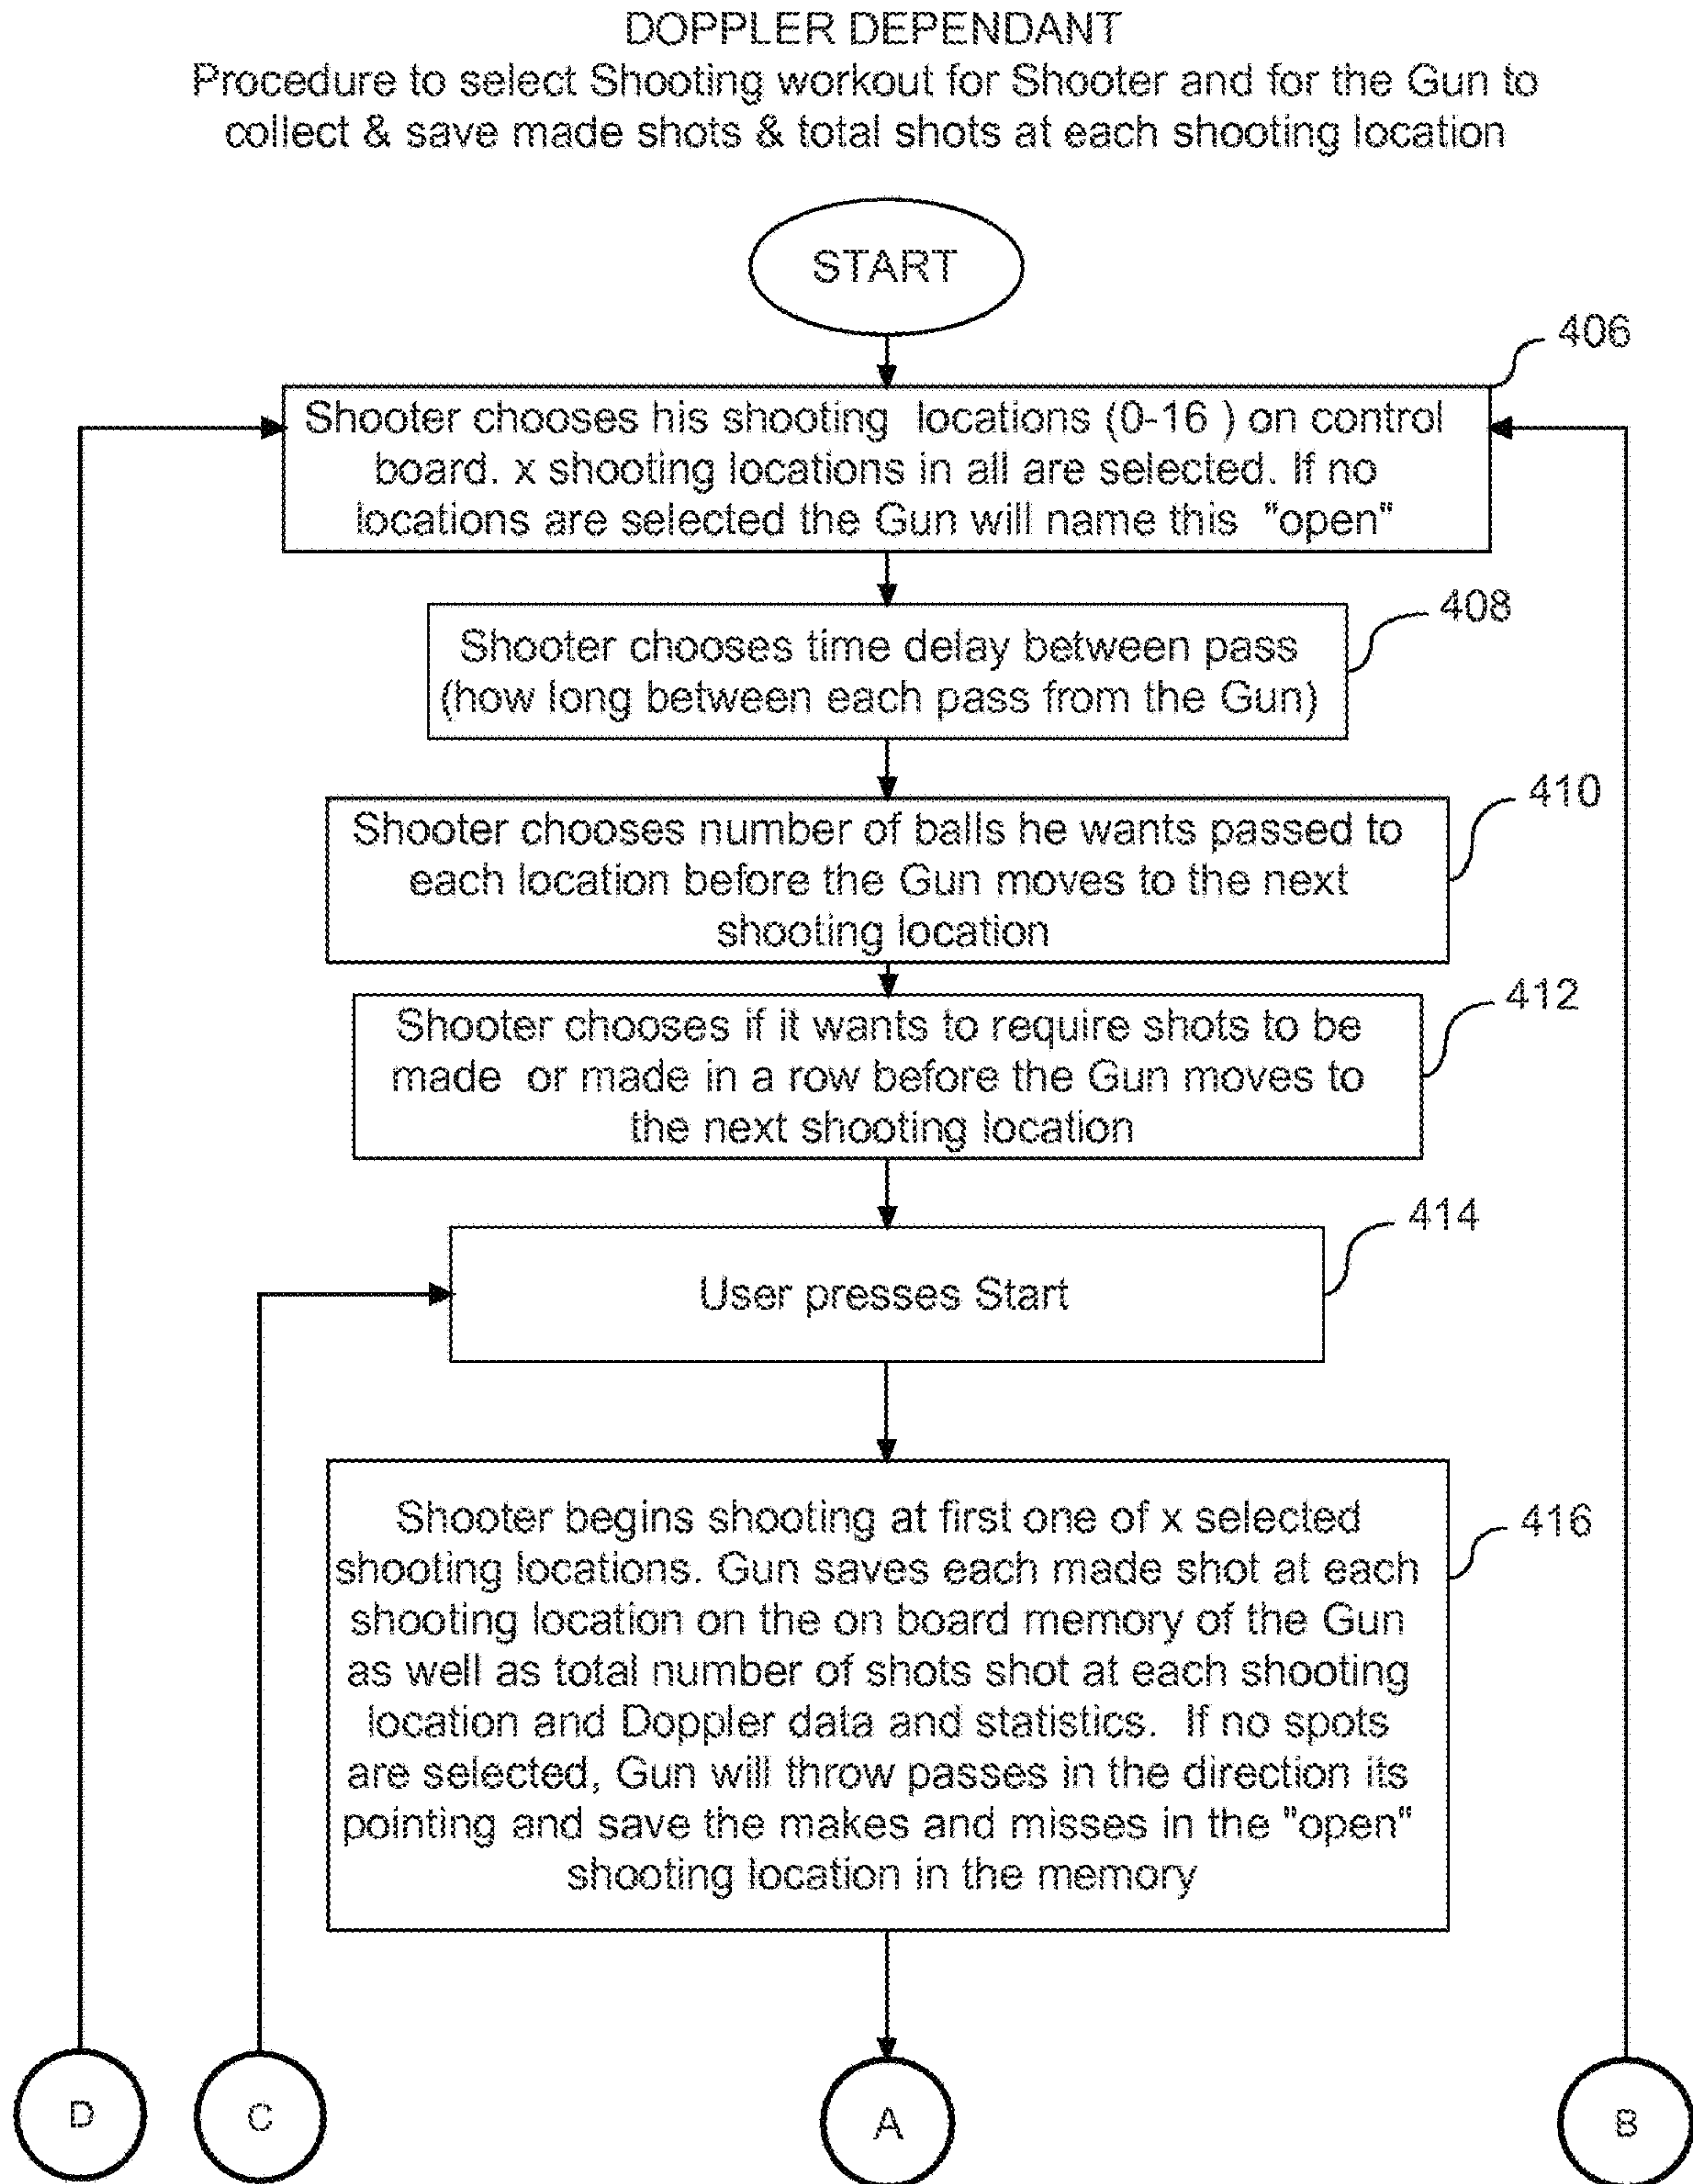 DOPPLER DEPENDANT
Procedure to select Shooting workout for Shooter and for the Gun to
collect & save made shots & total shots at each shooting location
START
406
Shooter chooses his shooting locations (0-16 ) on control
board. x shooting locations in all are selected. If no
locations are selected the Gun will name this "open"
408
Shooter chooses time delay between pass
(how long between each pass from the Gun)
410
Shooter chooses number of balls he wants passed to
each location before the Gun moves to the next
shooting location
412
Shooter chooses if it wants to require shots to be
made or made in a row before the Gun moves to
the next shooting location
414
User presses Start
416
Shooter begins shooting at first one of x selected
shooting locations. Gun saves each made shot at each
shooting location on the on board memory of the Gun
as well as total number of shots shot at each shooting
location and Doppler data and statistics. If no spots
are selected, Gun will throw passes in the direction its
pointing and save the makes and misses in the "open"
shooting location in the memory
D
C
A
B